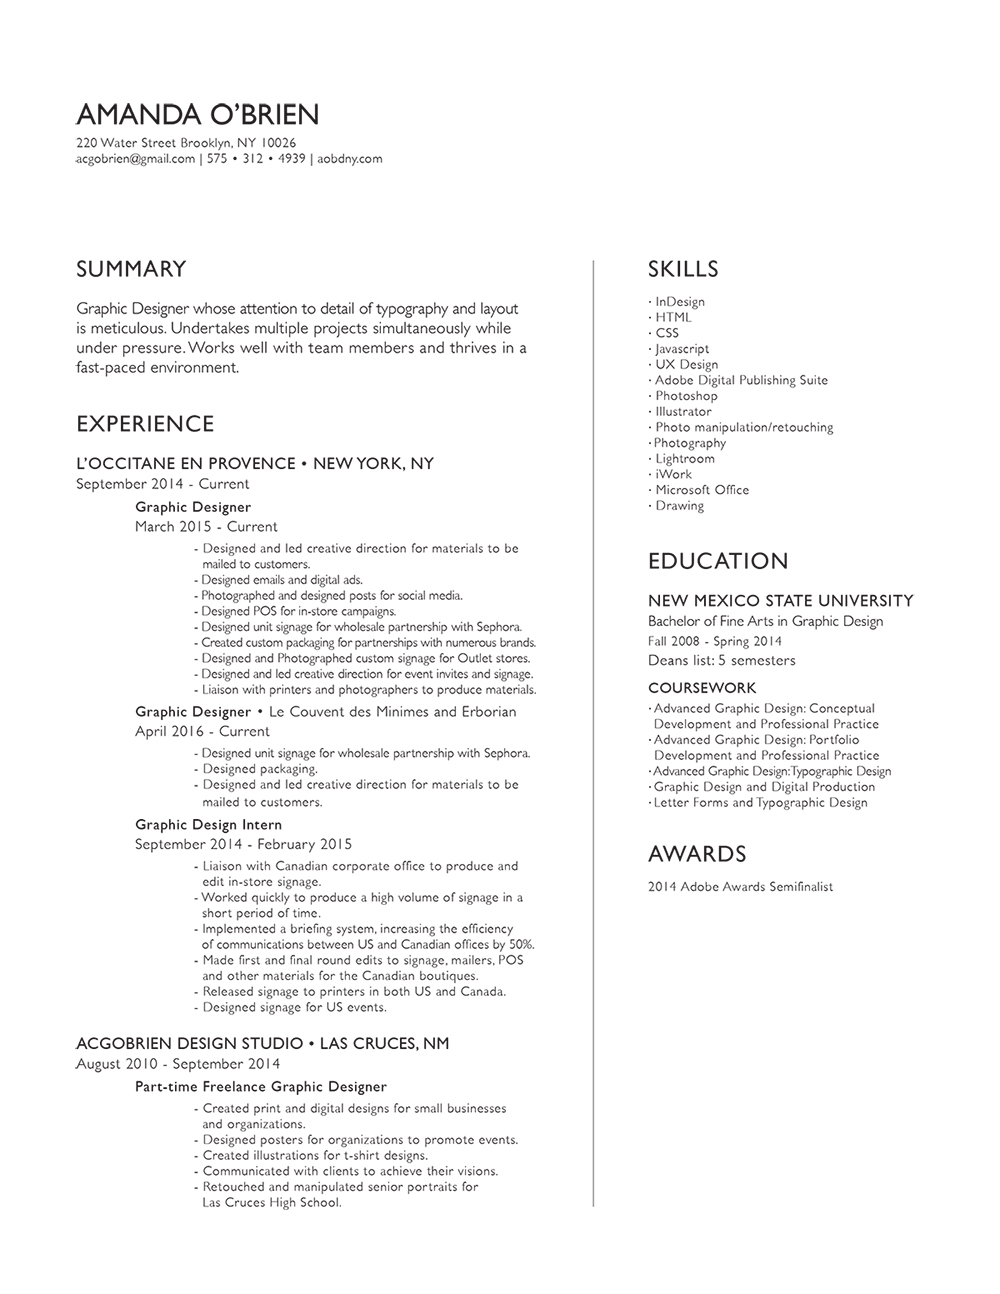 AMANDA O'BRIEN
220 Water Street Brooklyn, NY 10026
acgobrien@gmail.com | 575 • 312 • 4939 | aobdny.com
SUMMARY
Graphic Designer whose attention to detail of typography and layout
is meticulous. Undertakes multiple projects simultaneously while
under pressure. Works well with team members and thrives in a
fast-paced environment.
EXPERIENCE
L'OCCITANE EN PROVENCE • NEW YORK, NY
September 2014 - Current
Graphic Designer
March 2015 - Current
- Designed and led creative direction for materials to be
mailed to customers.
- Designed emails and digital ads.
- Photographed and designed posts for social media.
- Designed POS for in-store campaigns.
- Designed unit signage for wholesale partnership with Sephora.
- Created custom packaging for partnerships with numerous brands.
- Designed and Photographed custom signage for Outlet stores.
- Designed and led creative direction for event invites and signage.
- Liaison with printers and photographers to produce materials.
Graphic Designer • Le Couvent des Minimes and Erborian
April 2016 - Current
- Designed unit signage for wholesale partnership with Sephora.
- Designed packaging.
- Designed and led creative direction for materials to be
mailed to customers.
Graphic Design Intern
September 2014 - February 2015
- Liaison with Canadian corporate office to produce and
edit in-store signage.
- Worked quickly to produce a high volume of signage in a
short period of time.
- Implemented a briefing system, increasing the efficiency
of communications between US and Canadian offices by 50%.
- Made first and final round edits to signage, mailers, POS
and other materials for the Canadian boutiques.
- Released signage to printers in both US and Canada.
- Designed signage for US events.
ACGOBRIEN DESIGN STUDIO • LAS CRUCES, NM
August 2010 - September 2014
Part-time Freelance Graphic Designer
- Created print and digital designs for small businesses
and organizations.
- Designed posters for organizations to promote events.
- Created illustrations for t-shirt designs.
- Communicated with clients to achieve their visions.
- Retouched and manipulated senior portraits for
Las Cruces High School.
SKILLS
· InDesign
· HTML
· CSS
· Javascript
· UX Design
· Adobe Digital Publishing Suite
· Photoshop
· Illustrator
· Photo manipulation/retouching
· Photography
· Lightroom
· iWork
· Microsoft Office
· Drawing
EDUCATION
NEW MEXICO STATE UNIVERSITY
Bachelor of Fine Arts in Graphic Design
Fall 2008 - Spring 2014
Deans list: 5 semesters
COURSEWORK
· Advanced Graphic Design: Conceptual
Development and Professional Practice
· Advanced Graphic Design: Portfolio
Development and Professional Practice
· Advanced Graphic Design: Typographic Design
· Graphic Design and Digital Production
· Letter Forms and Typographic Design
AWARDS
2014 Adobe Awards Semifinalist